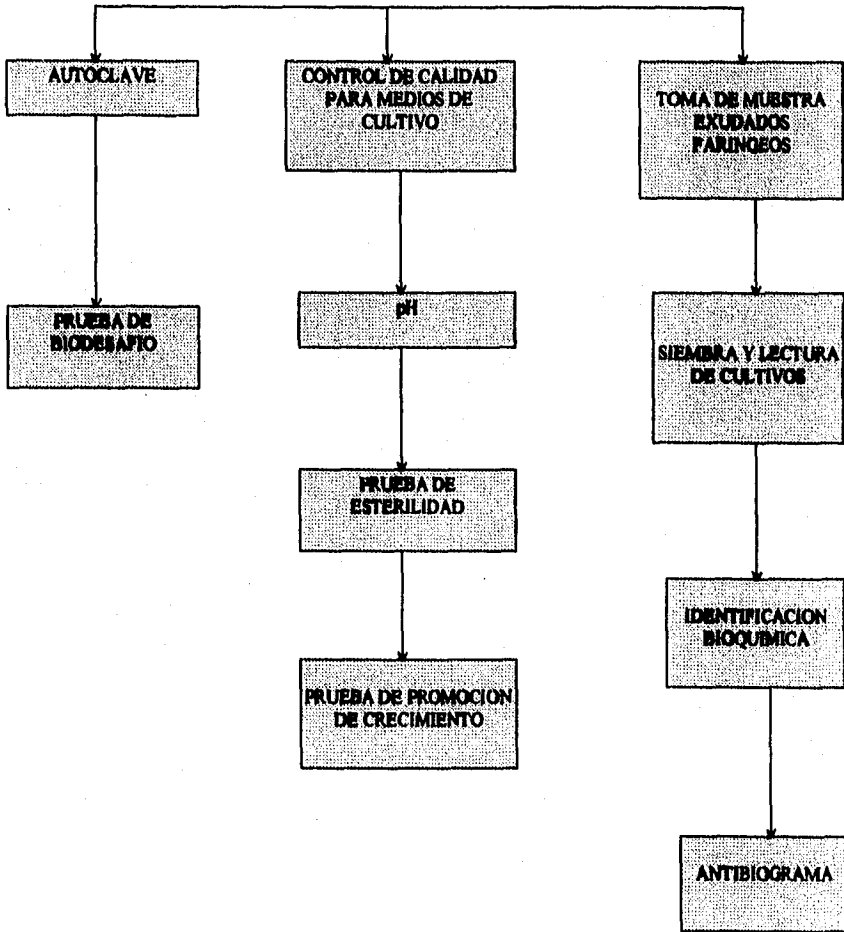 AUTOCLAVE
PRUEBA DE
BIODESAFIO
CONTROL DE CALIDAD
PARA MEDIOS DE
CULTIVO
pH
PRUEBA DE
ESTERILIDAD
PRUEBA DE PROMOCION
DE CRECIMIENTO
TOMA DE MUESTRA
EXUDADOS
FARINGEOS
SIEMBRA Y LECTURA
DE CULTIVOS
IDENTIFICACION
BIOQUIMICA
ANTIBIOGRAMA